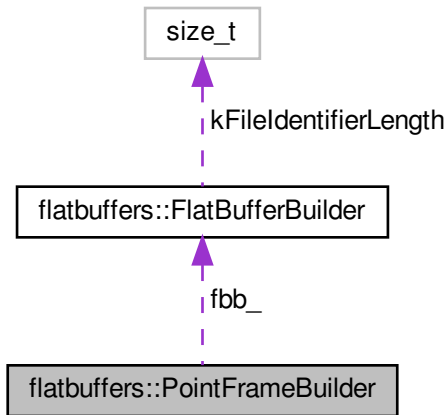 size_t
kFileIdentifierLength
flatbuffers::FlatBufferBuilder
fbb_
flatbuffers::PointFrameBuilder